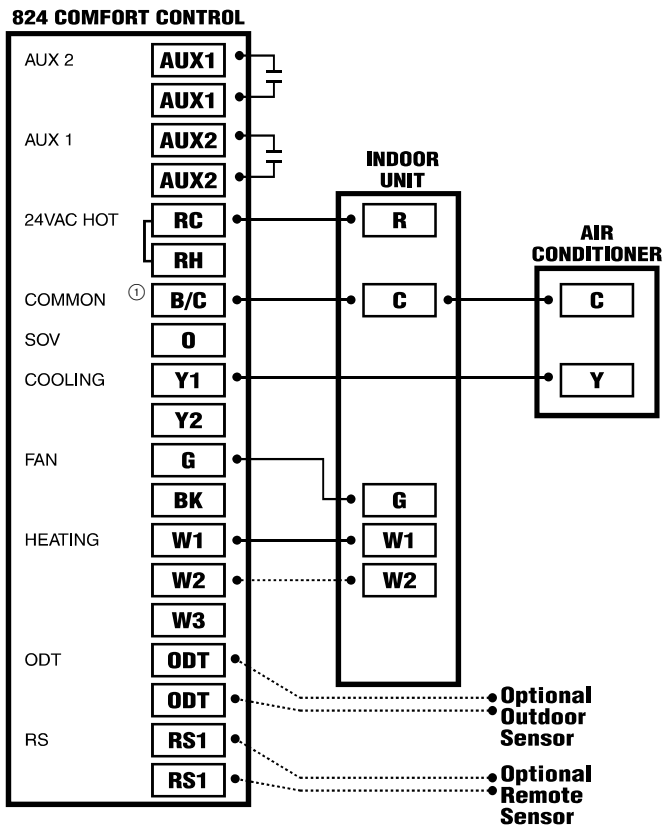 824 COMFORT CONTROL
AUX 2
AUX1
AUX1
AUX 1
AUX2
AUX2
24VAC HOT
RC
RH
COMMON
①
B/C
SOV
O
COOLING
Y1
Y2
FAN
G
BK
HEATING
W1
W2
W3
ODT
ODT
ODT
RS
RS1
RS1
INDOOR
UNIT
R
C
G
W1
W2
AIR
CONDITIONER
C
Y
Optional
Outdoor
Sensor
Optional
Remote
Sensor